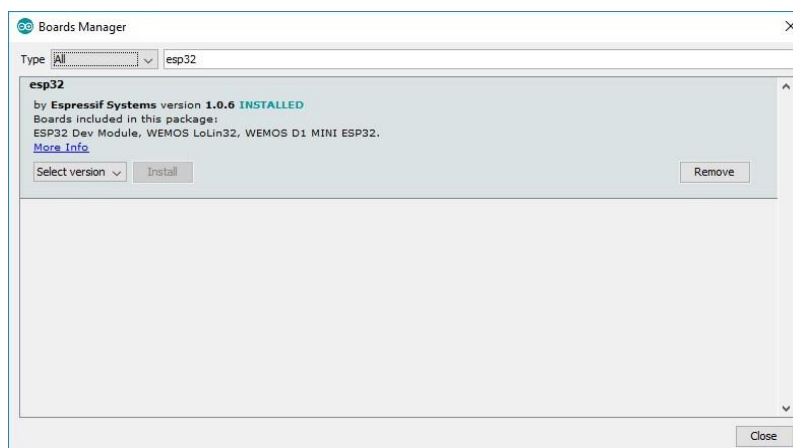 Boards Manager
Type All esp32
esp32
by Espressif Systems version 1.0.6 INSTALLED
Boards included in this package:
ESP32 Dev Module, WEMOS LoLin32, WEMOS D1 MINI ESP32.
More Info
Select version Install Remove
Close